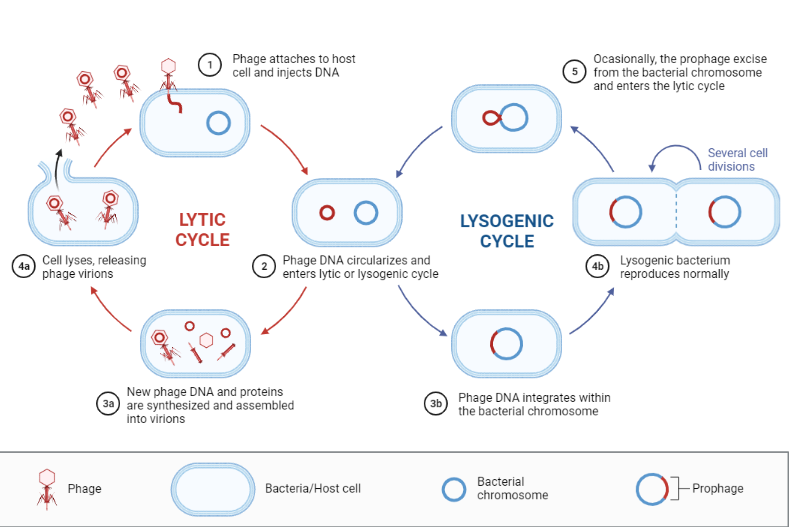 1
Phage attaches to host
cell and injects DNA
5
Ocasionally, the prophage excise
from the bacterial chromosome
and enters the lytic cycle
Several cell
divisions
LYTIC
CYCLE
LYSOGENIC
CYCLE
4a
Cell lyses, releasing
phage virions
2
Phage DNA circularizes and
enters lytic or lysogenic cycle
4b
Lysogenic bacterium
reproduces normally
3a
New phage DNA and proteins
are synthesized and assembled
into virions
3b
Phage DNA integrates within
the bacterial chromosome
Phage
Bacteria/Host cell
Bacterial
chromosome
Prophage